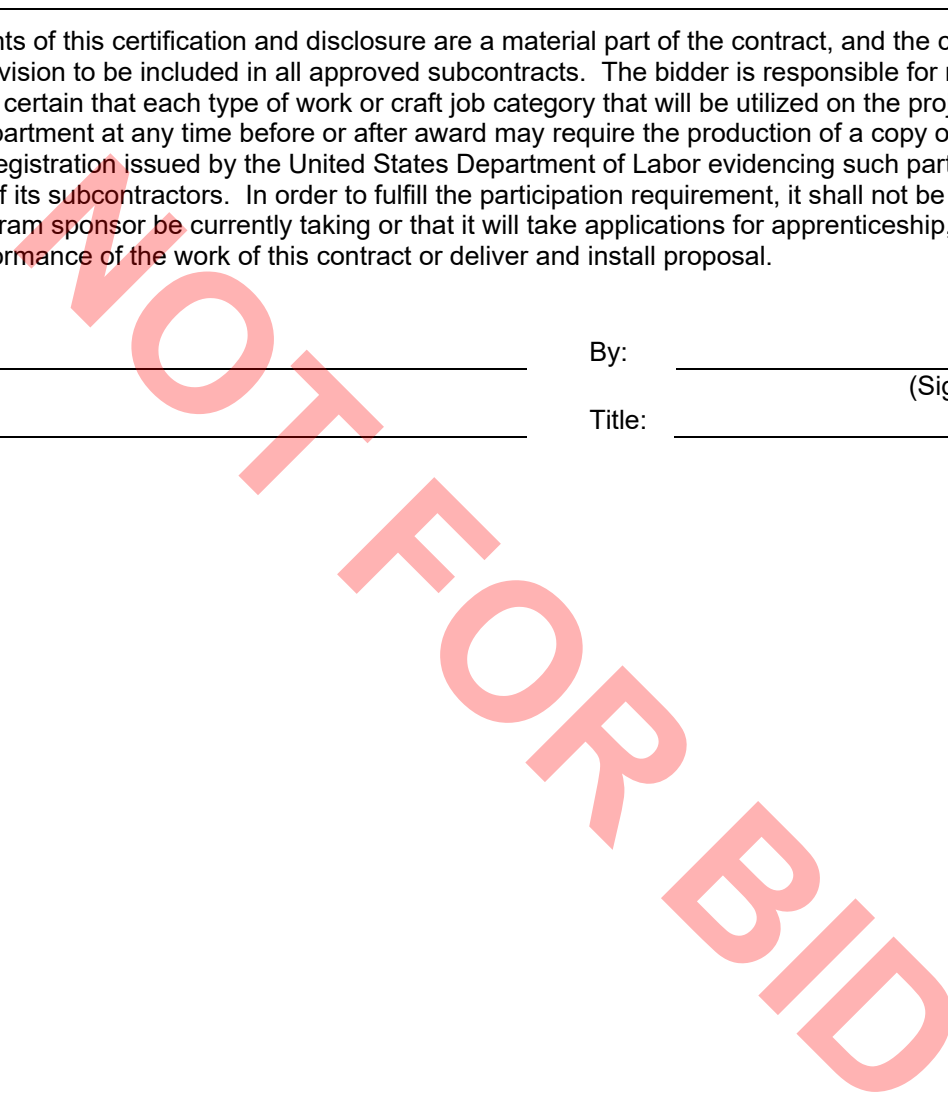 nts of this certification and disclosure are a material part of the contract, and the c
vision to be included in all approved subcontracts. The bidder is responsible for
certain that each type of work or craft job category that will be utilized on the proj
partment at any time before or after award may require the production of a copy o
egistration issued by the United States Department of Labor evidencing such part
f its subcontractors. In order to fulfill the participation requirement, it shall not be
ram sponsor be currently taking or that it will take applications for apprenticeship,
ormance of the work of this contract or deliver and install proposal.
By:
(Sig
Title:
NOT FOR BID